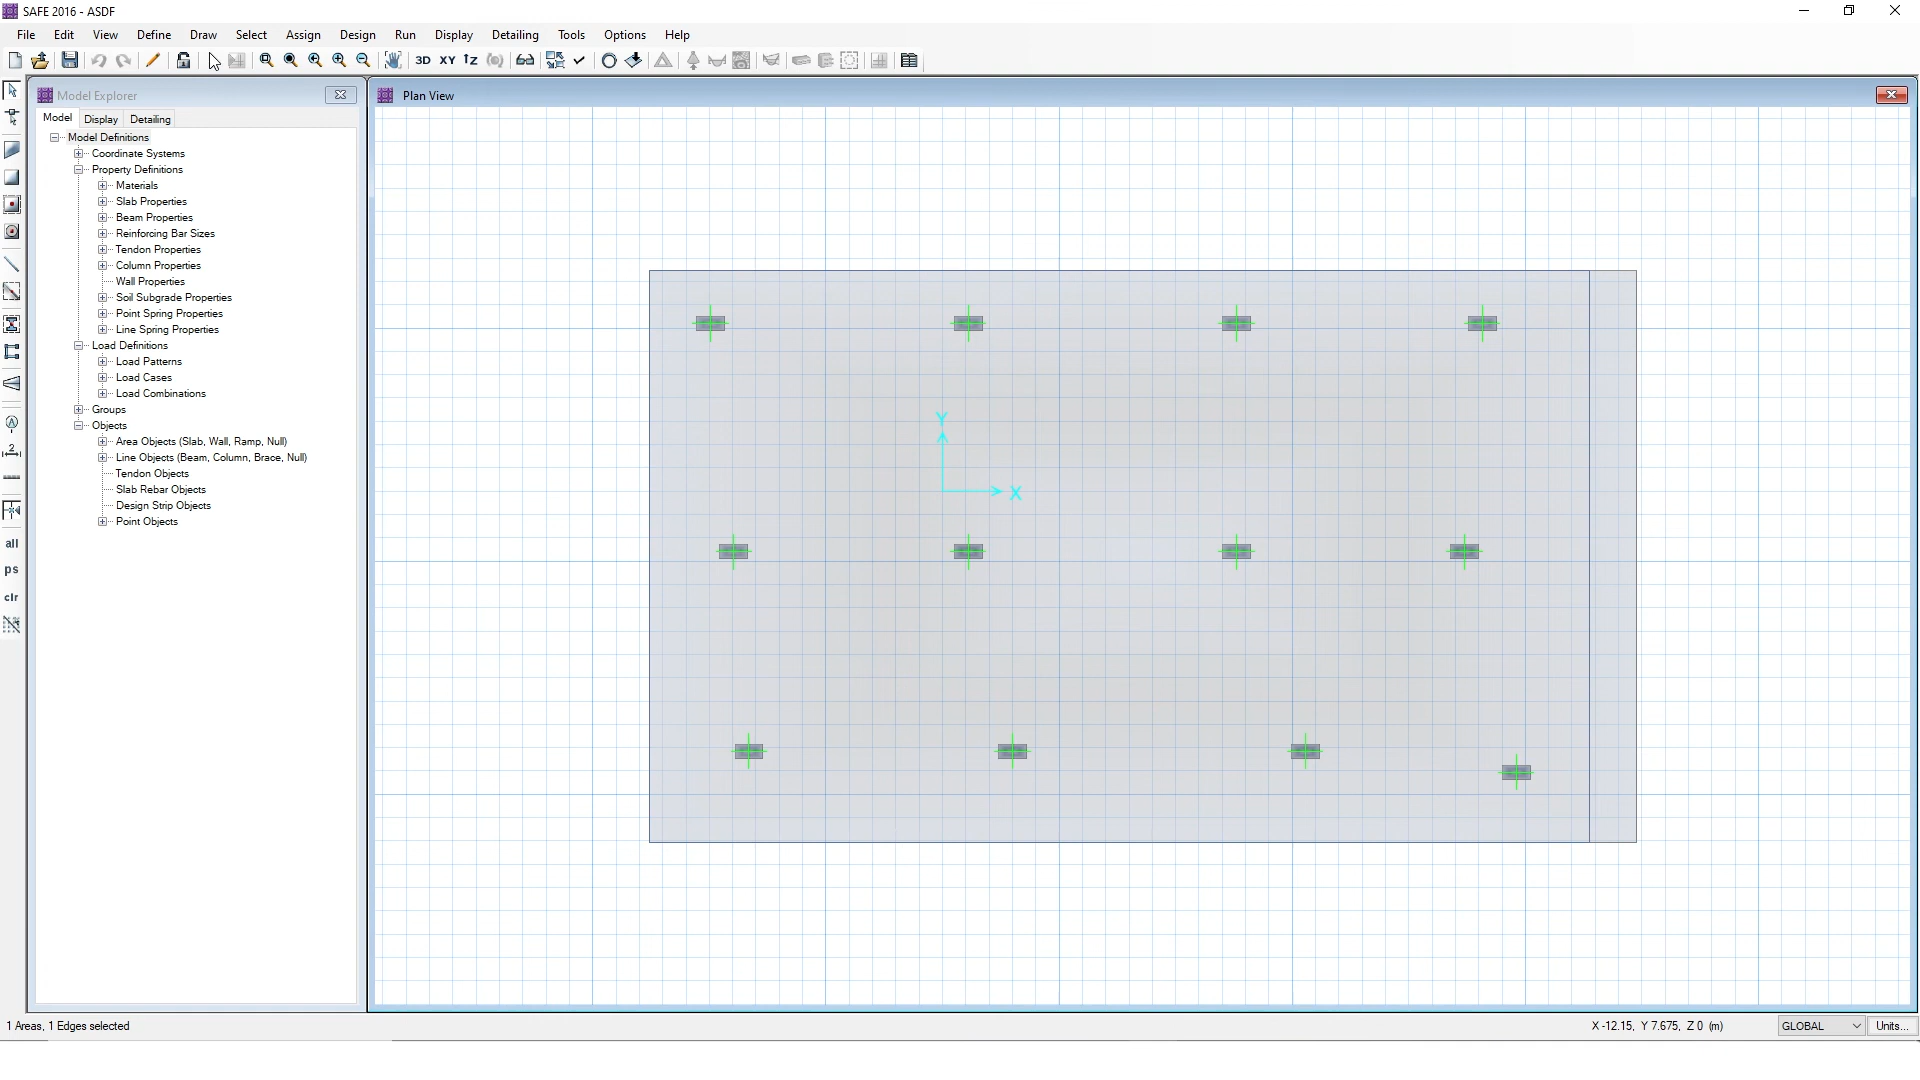 SAFE 2016 - ASDF
File Edit View Define Draw Select Assign Design Run Display Detailing Tools Options Help
3D XY
Model Explorer
Plan View
Model Display Detailing
Model Definitions
Coordinate Systems
Property Definitions
Materials
Slab Properties
Beam Properties
Reinforcing Bar Sizes
Tendon Properties
Column Properties
Wall Properties
Soil Subgrade Properties
Point Spring Properties
Line Spring Properties
Load Definitions
Load Patterns
Load Cases
Load Combinations
Groups
Objects
Area Objects (Slab, Wall, Ramp, Null)
Line Objects (Beam, Column, Brace, Null)
Tendon Objects
Slab Rebar Objects
Design Strip Objects
Point Objects
all
ps
clr
Y
X
1 Areas, 1 Edges selected
X -12.15, Y 7.675, Z 0 (m)
GLOBAL
Units...